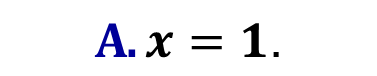 A. x = 1.